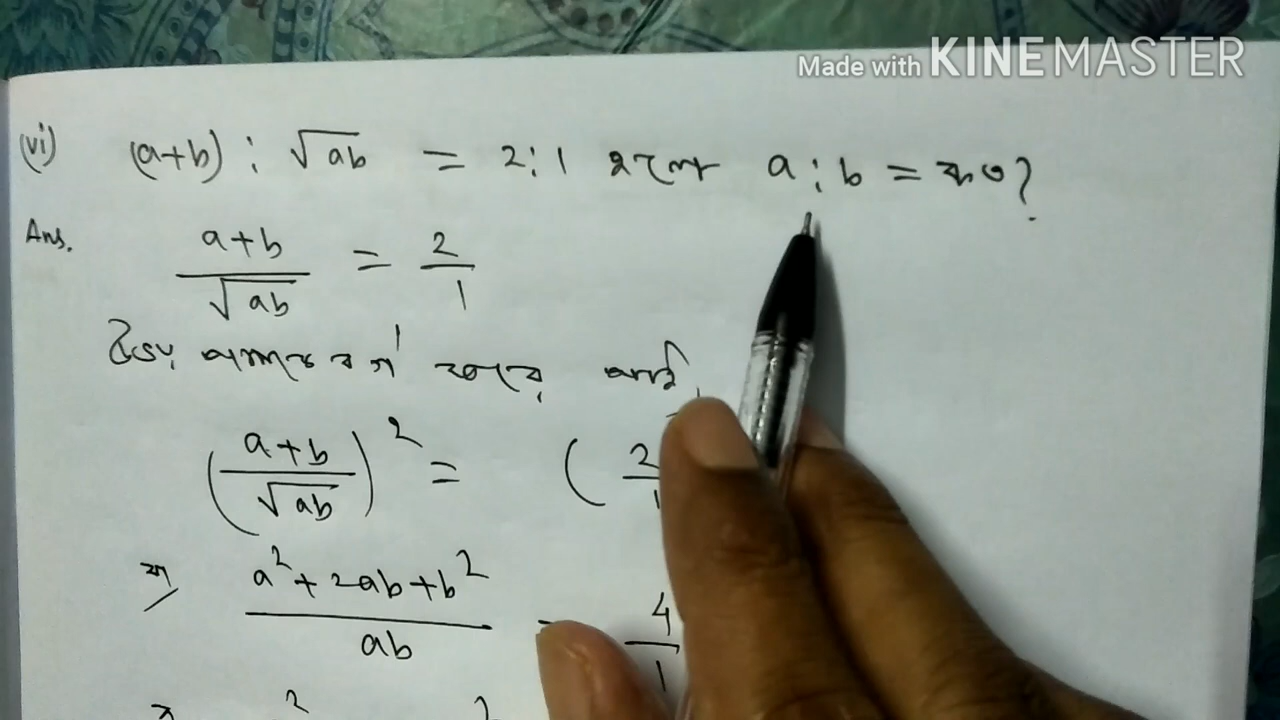 Made with KINEMASTER
(vi) (a+b) : √ab = 2:1 হলে a : b = কত?
Ans. a+b / √ab = 2 / 1
উভয় পক্ষে বর্গ করে পাই,
(a+b / √ab)² = (2 / 1
বা a²+2ab+b² / ab = 4 / 1